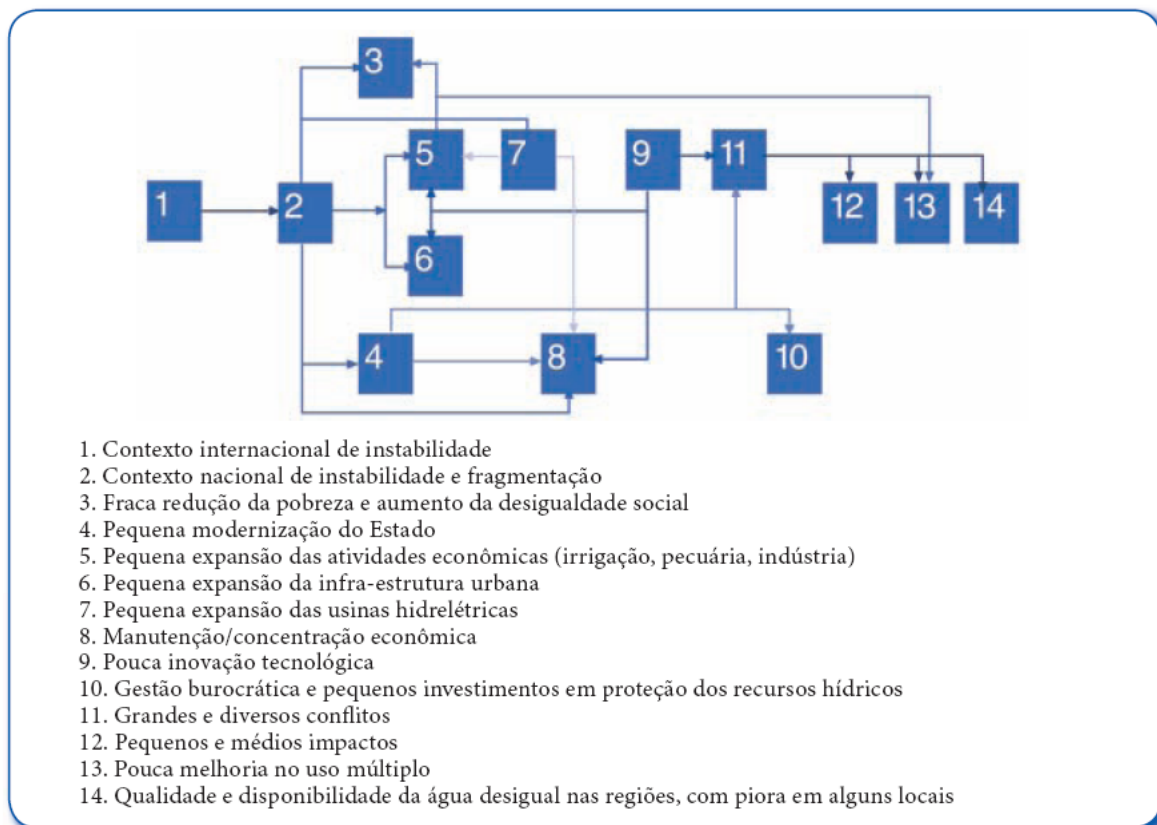 3
5
7
9
11
1
2
12
13
14
6
4
8
10
1. Contexto internacional de instabilidade
2. Contexto nacional de instabilidade e fragmentação
3. Fraca redução da pobreza e aumento da desigualdade social
4. Pequena modernização do Estado
5. Pequena expansão das atividades econômicas (irrigação, pecuária, indústria)
6. Pequena expansão da infra-estrutura urbana
7. Pequena expansão das usinas hidrelétricas
8. Manutenção/concentração econômica
9. Pouca inovação tecnológica
10. Gestão burocrática e pequenos investimentos em proteção dos recursos hídricos
11. Grandes e diversos conflitos
12. Pequenos e médios impactos
13. Pouca melhoria no uso múltiplo
14. Qualidade e disponibilidade da água desigual nas regiões, com piora em alguns locais